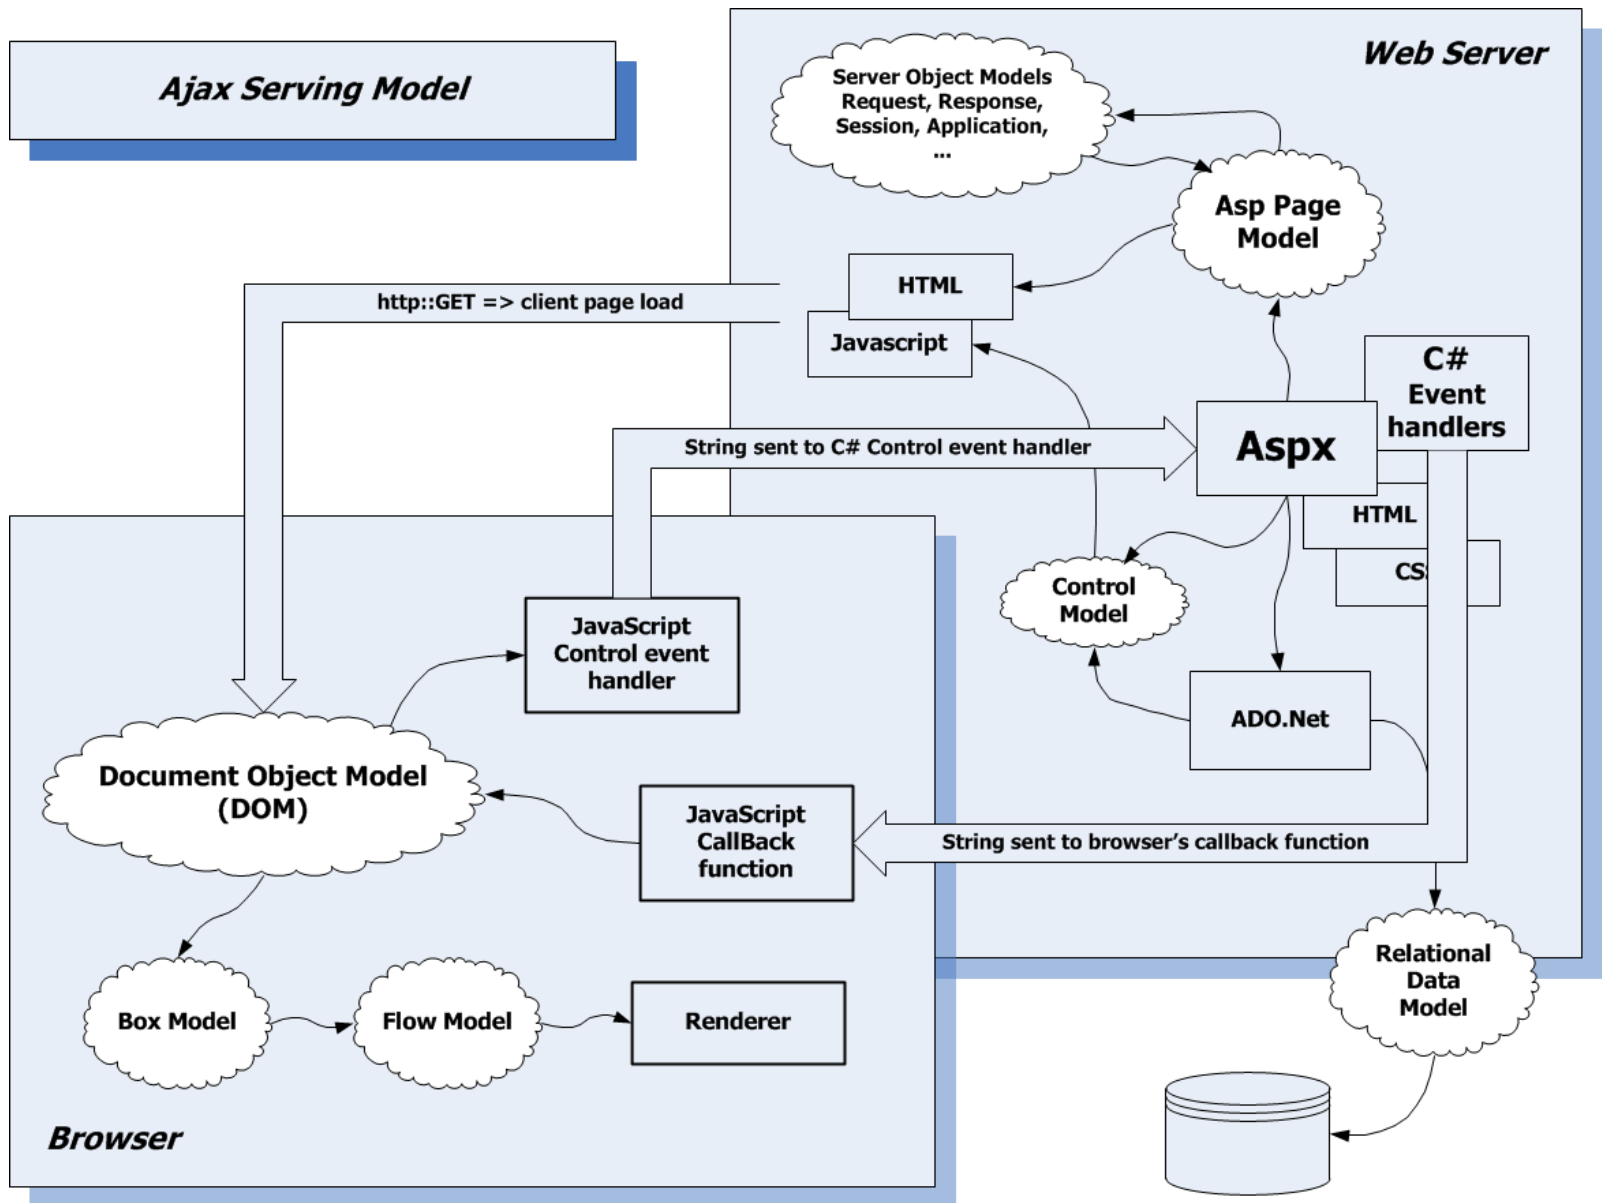 Ajax Serving Model
Web Server
Server Object Models
Request, Response,
Session, Application,
...
Asp Page
Model
HTML
Javascript
http::GET => client page load
C#
Event
handlers
Aspx
String sent to C# Control event handler
HTML
CS
Control
Model
JavaScript
Control event
handler
ADO.Net
Document Object Model
(DOM)
JavaScript
CallBack
function
String sent to browser's callback function
Relational
Data
Model
Box Model
Flow Model
Renderer
Browser